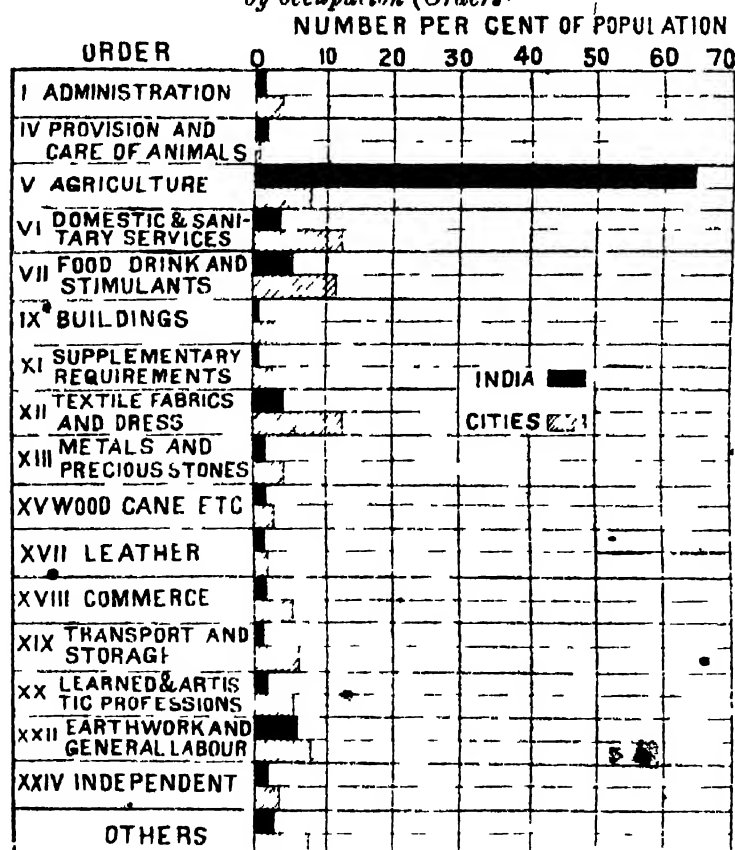 by occupation (Orders
NUMBER PER CENT OF POPULATION
ORDER
0 10 20 30 40 50 60 70
I ADMINISTRATION
IV PROVISION AND
CARE OF ANIMALS
V AGRICULTURE
VI DOMESTIC & SANI-
TARY SERVICES
VII FOOD DRINK AND
STIMULANTS
IX BUILDINGS
XI SUPPLEMENTARY
REQUIREMENTS
INDIA
XII TEXTILE FABRICS
AND DRESS
CITIES
XIII METALS AND
PRECIOUS STONES
XV WOOD CANE ETC
XVII LEATHER
XVIII COMMERCE
XIX TRANSPORT AND
STORAGE
XX LEARNED & ARTIS
TIC PROFESSIONS
XXII EARTHWORK AND
GENERAL LABOUR
XXIV INDEPENDENT
OTHERS